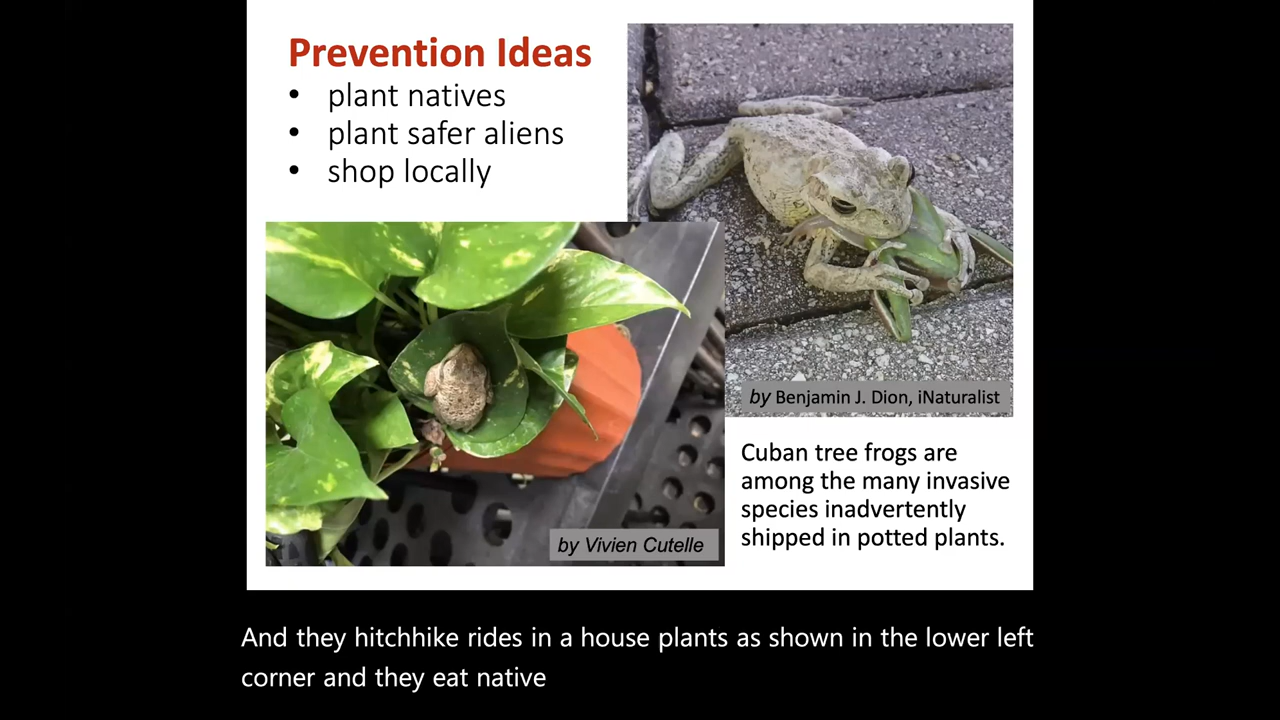 Prevention Ideas
• plant natives
• plant safer aliens
• shop locally
by Benjamin J. Dion, iNaturalist
by Vivien Cutelle
Cuban tree frogs are
among the many invasive
species inadvertently
shipped in potted plants.
And they hitchhike rides in a house plants as shown in the lower left
corner and they eat native